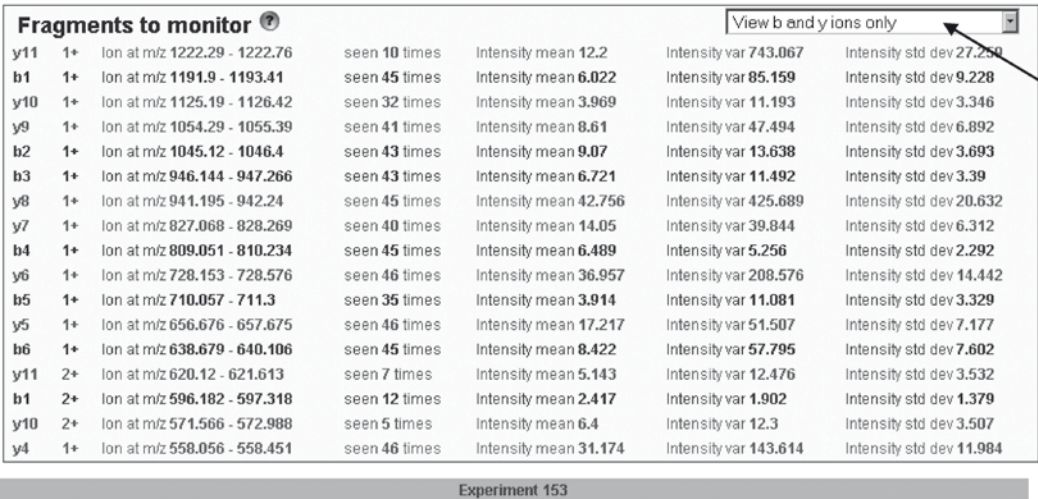 Fragments to monitor ?
View b and y ions only
y11 1+ Ion at m/z 1222.29 - 1222.76 seen 10 times Intensity mean 12.2 Intensity var 743.067 Intensity std dev 27.259
b1 1+ Ion at m/z 1191.9 - 1193.41 seen 45 times Intensity mean 6.022 Intensity var 85.159 Intensity std dev 9.228
y10 1+ Ion at m/z 1125.19 - 1126.42 seen 32 times Intensity mean 3.969 Intensity var 11.193 Intensity std dev 3.346
y9 1+ Ion at m/z 1054.29 - 1055.39 seen 41 times Intensity mean 8.61 Intensity var 47.494 Intensity std dev 6.892
b2 1+ Ion at m/z 1045.12 - 1046.4 seen 43 times Intensity mean 9.07 Intensity var 13.638 Intensity std dev 3.693
b3 1+ Ion at m/z 946.144 - 947.266 seen 43 times Intensity mean 6.721 Intensity var 11.492 Intensity std dev 3.39
y8 1+ Ion at m/z 941.195 - 942.24 seen 45 times Intensity mean 42.756 Intensity var 425.689 Intensity std dev 20.632
y7 1+ Ion at m/z 827.068 - 828.269 seen 40 times Intensity mean 14.05 Intensity var 39.844 Intensity std dev 6.312
b4 1+ Ion at m/z 809.051 - 810.234 seen 45 times Intensity mean 6.489 Intensity var 5.256 Intensity std dev 2.292
y6 1+ Ion at m/z 728.153 - 728.576 seen 46 times Intensity mean 36.957 Intensity var 208.576 Intensity std dev 14.442
b5 1+ Ion at m/z 710.057 - 711.3 seen 35 times Intensity mean 3.914 Intensity var 11.081 Intensity std dev 3.329
y5 1+ Ion at m/z 656.676 - 657.675 seen 46 times Intensity mean 17.217 Intensity var 51.507 Intensity std dev 7.177
b6 1+ Ion at m/z 638.679 - 640.106 seen 45 times Intensity mean 8.422 Intensity var 57.795 Intensity std dev 7.602
y11 2+ Ion at m/z 620.12 - 621.613 seen 7 times Intensity mean 5.143 Intensity var 12.476 Intensity std dev 3.532
b1 2+ Ion at m/z 596.182 - 597.318 seen 12 times Intensity mean 2.417 Intensity var 1.902 Intensity std dev 1.379
y10 2+ Ion at m/z 571.566 - 572.988 seen 5 times Intensity mean 6.4 Intensity var 12.3 Intensity std dev 3.507
y4 1+ Ion at m/z 558.056 - 558.451 seen 46 times Intensity mean 31.174 Intensity var 143.614 Intensity std dev 11.984
Experiment 153